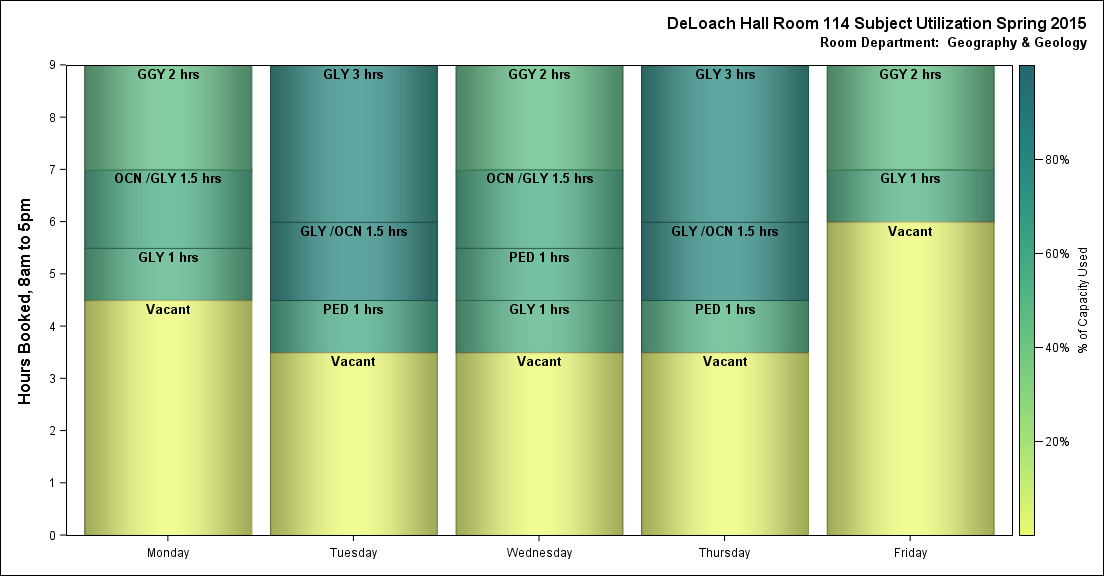 DeLoach Hall Room 114 Subject Utilization Spring 2015
Room Department:  Geography & Geology
Hours Booked, 8am to 5pm
9
8
7
6
5
4
3
2
1
0
GGY 2 hrs
OCN /GLY 1.5 hrs
GLY 1 hrs
Vacant
GLY 3 hrs
GLY /OCN 1.5 hrs
PED 1 hrs
Vacant
GGY 2 hrs
OCN /GLY 1.5 hrs
PED 1 hrs
GLY 1 hrs
Vacant
GLY 3 hrs
GLY /OCN 1.5 hrs
PED 1 hrs
Vacant
GGY 2 hrs
GLY 1 hrs
Vacant
Monday
Tuesday
Wednesday
Thursday
Friday
80%
60%
40%
20%
% of Capacity Used